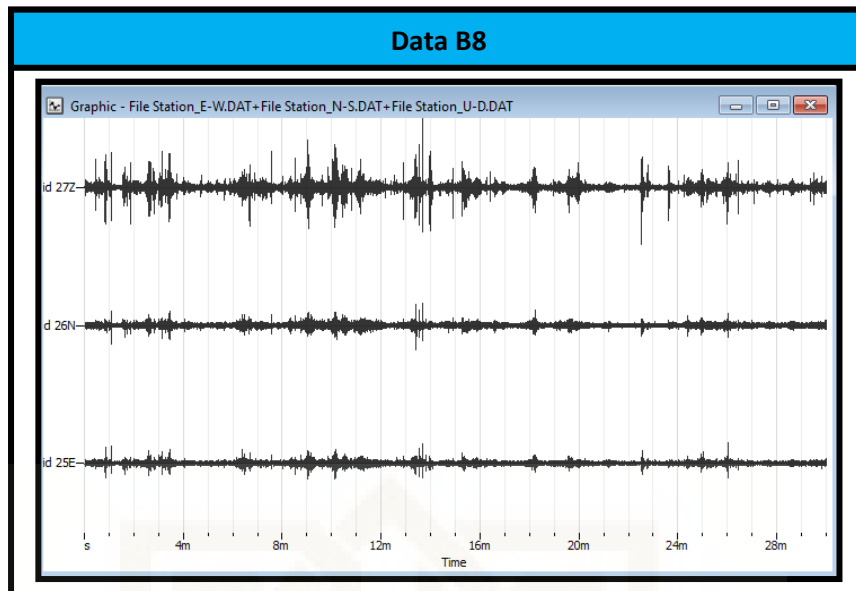 Data B8
Graphic - File Station_E-W.DAT+File Station_N-S.DAT+File Station_U-D.DAT
id 27Z
d 26N
id 25E
s 4m 8m 12m 16m 20m 24m 28m
Time